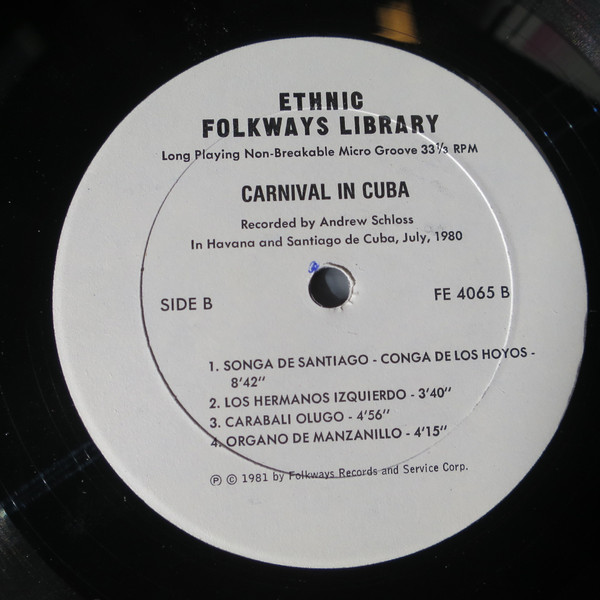 ETHNIC
FOLKWAYS LIBRARY
Long Playing Non-Breakable Micro Groove 33⅓ RPM
CARNIVAL IN CUBA
Recorded by Andrew Schloss
In Havana and Santiago de Cuba, July, 1980
SIDE B
FE 4065 B
1. SONGA DE SANTIAGO - CONGA DE LOS HOYOS -
8'42"
2. LOS HERMANOS IZQUIERDO - 3'40"
3. CARABALI OLUGO - 4'56"
4. ORGANO DE MANZANILLO - 4'15"
℗ © 1981 by Folkways Records and Service Corp.